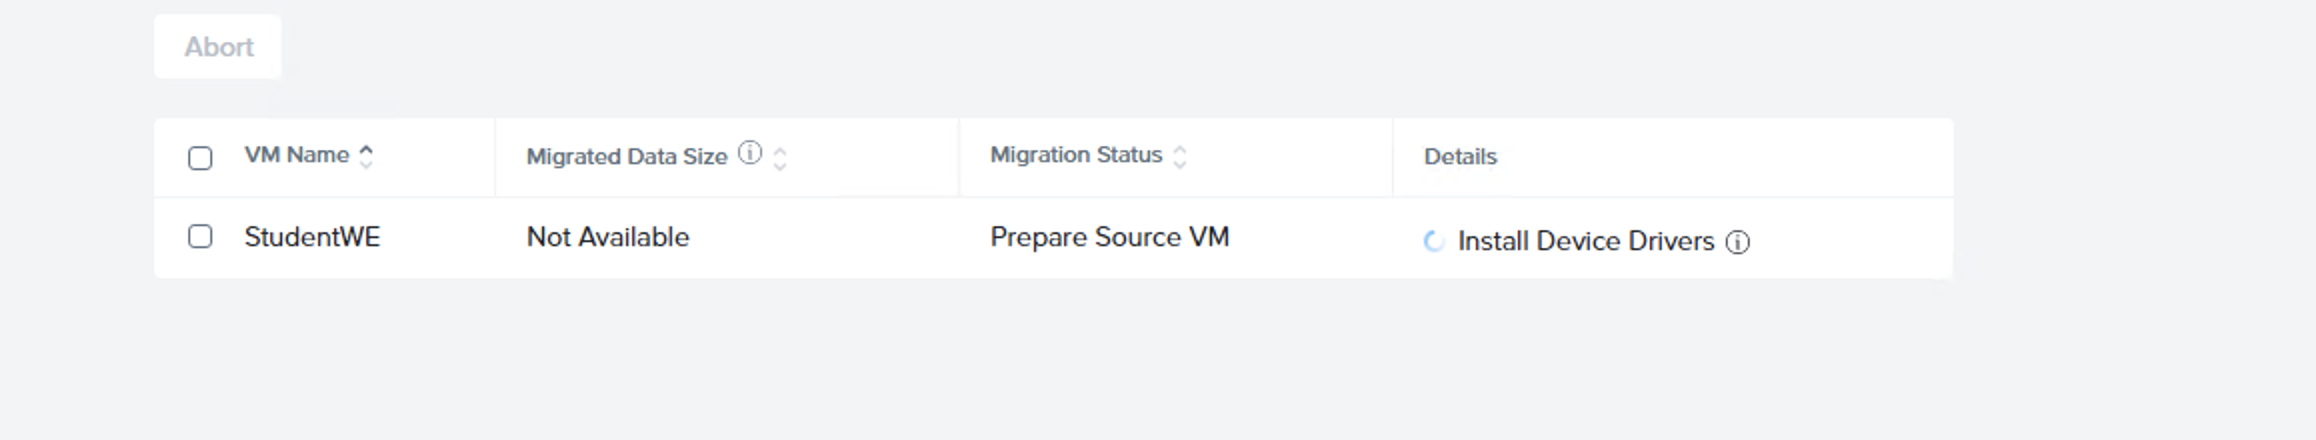 Abort
VM Name Migrated Data Size Migration Status Details
StudentWE Not Available Prepare Source VM Install Device Drivers